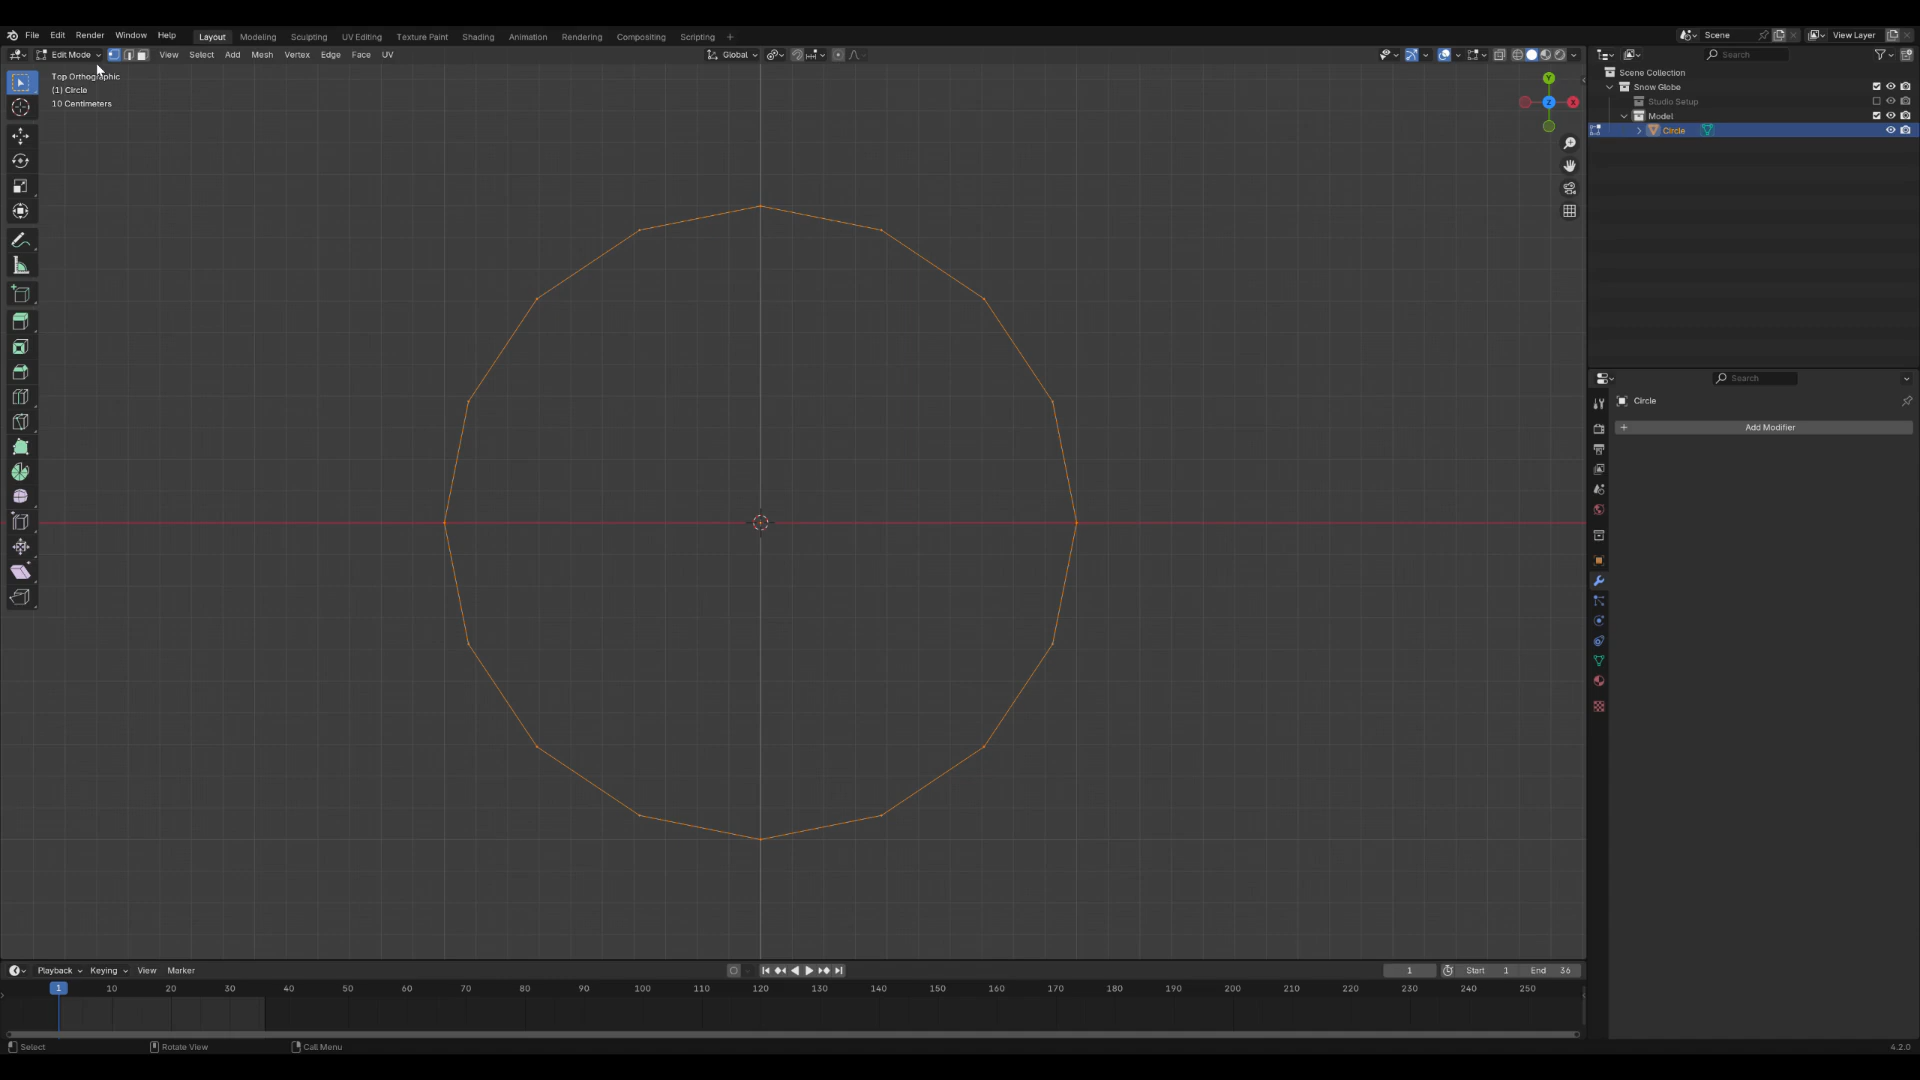 File Edit Render Window Help Layout Modeling Sculpting UV Editing Texture Paint Shading Animation Rendering Compositing Scripting + Scene View Layer
Edit Mode View Select Add Mesh Vertex Edge Face UV Global Search
Top Orthographic
(1) Circle
10 Centimeters
Y
Z
X
Scene Collection
Snow Globe
Studio Setup
Model
Circle
Search
Circle
+ Add Modifier
Playback Keying View Marker 1 Start 1 End 36
1 10 20 30 40 50 60 70 80 90 100 110 120 130 140 150 160 170 180 190 200 210 220 230 240 250
Select Rotate View Call Menu 4.2.0